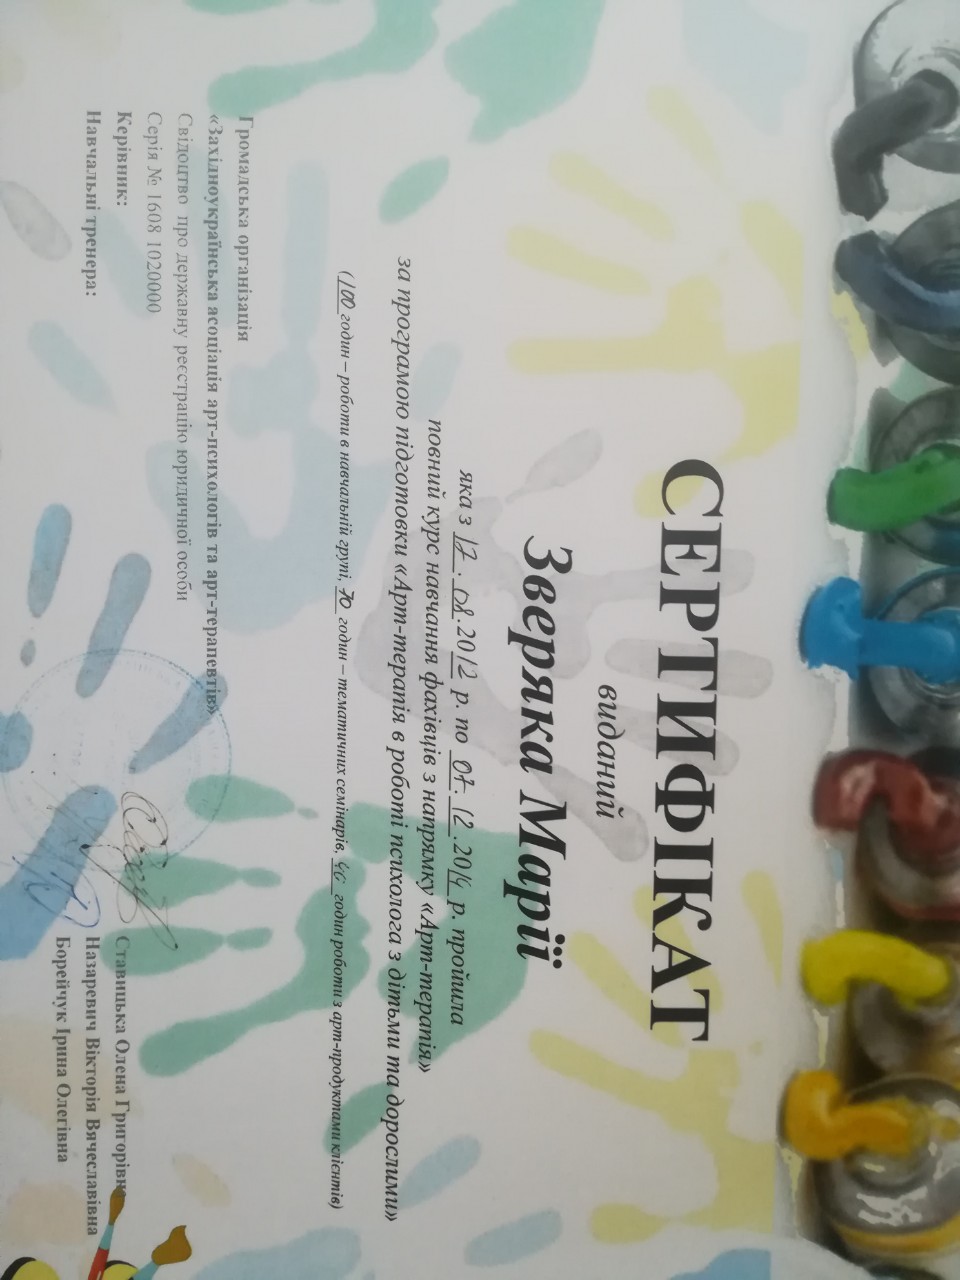 СЕРТИФІКАТ
виданий
Зверяка Марії
яка з 17.08.2012 р. по 07.12.2014 р. пройшла
повний курс навчання фахівців з напрямку «Арт-терапія»
за програмою підготовки «Арт-терапія в роботі психолога з дітьми та дорослими»
(100 годин – роботи в навчальній групі, 70 годин – тематичних семінарів, 40 годин роботи з арт-продуктами клієнтів)
Громадська організація
«Західноукраїнська асоціація арт-психологів та арт-терапевтів»
Свідоцтво про державну реєстрацію юридичної особи
Серія № 1608 1020000
Керівник: Ставицька Олена Григорівна
Навчальні тренера: Назаревич Вікторія Вячеславівна
Борейчук Ірина Олегівна